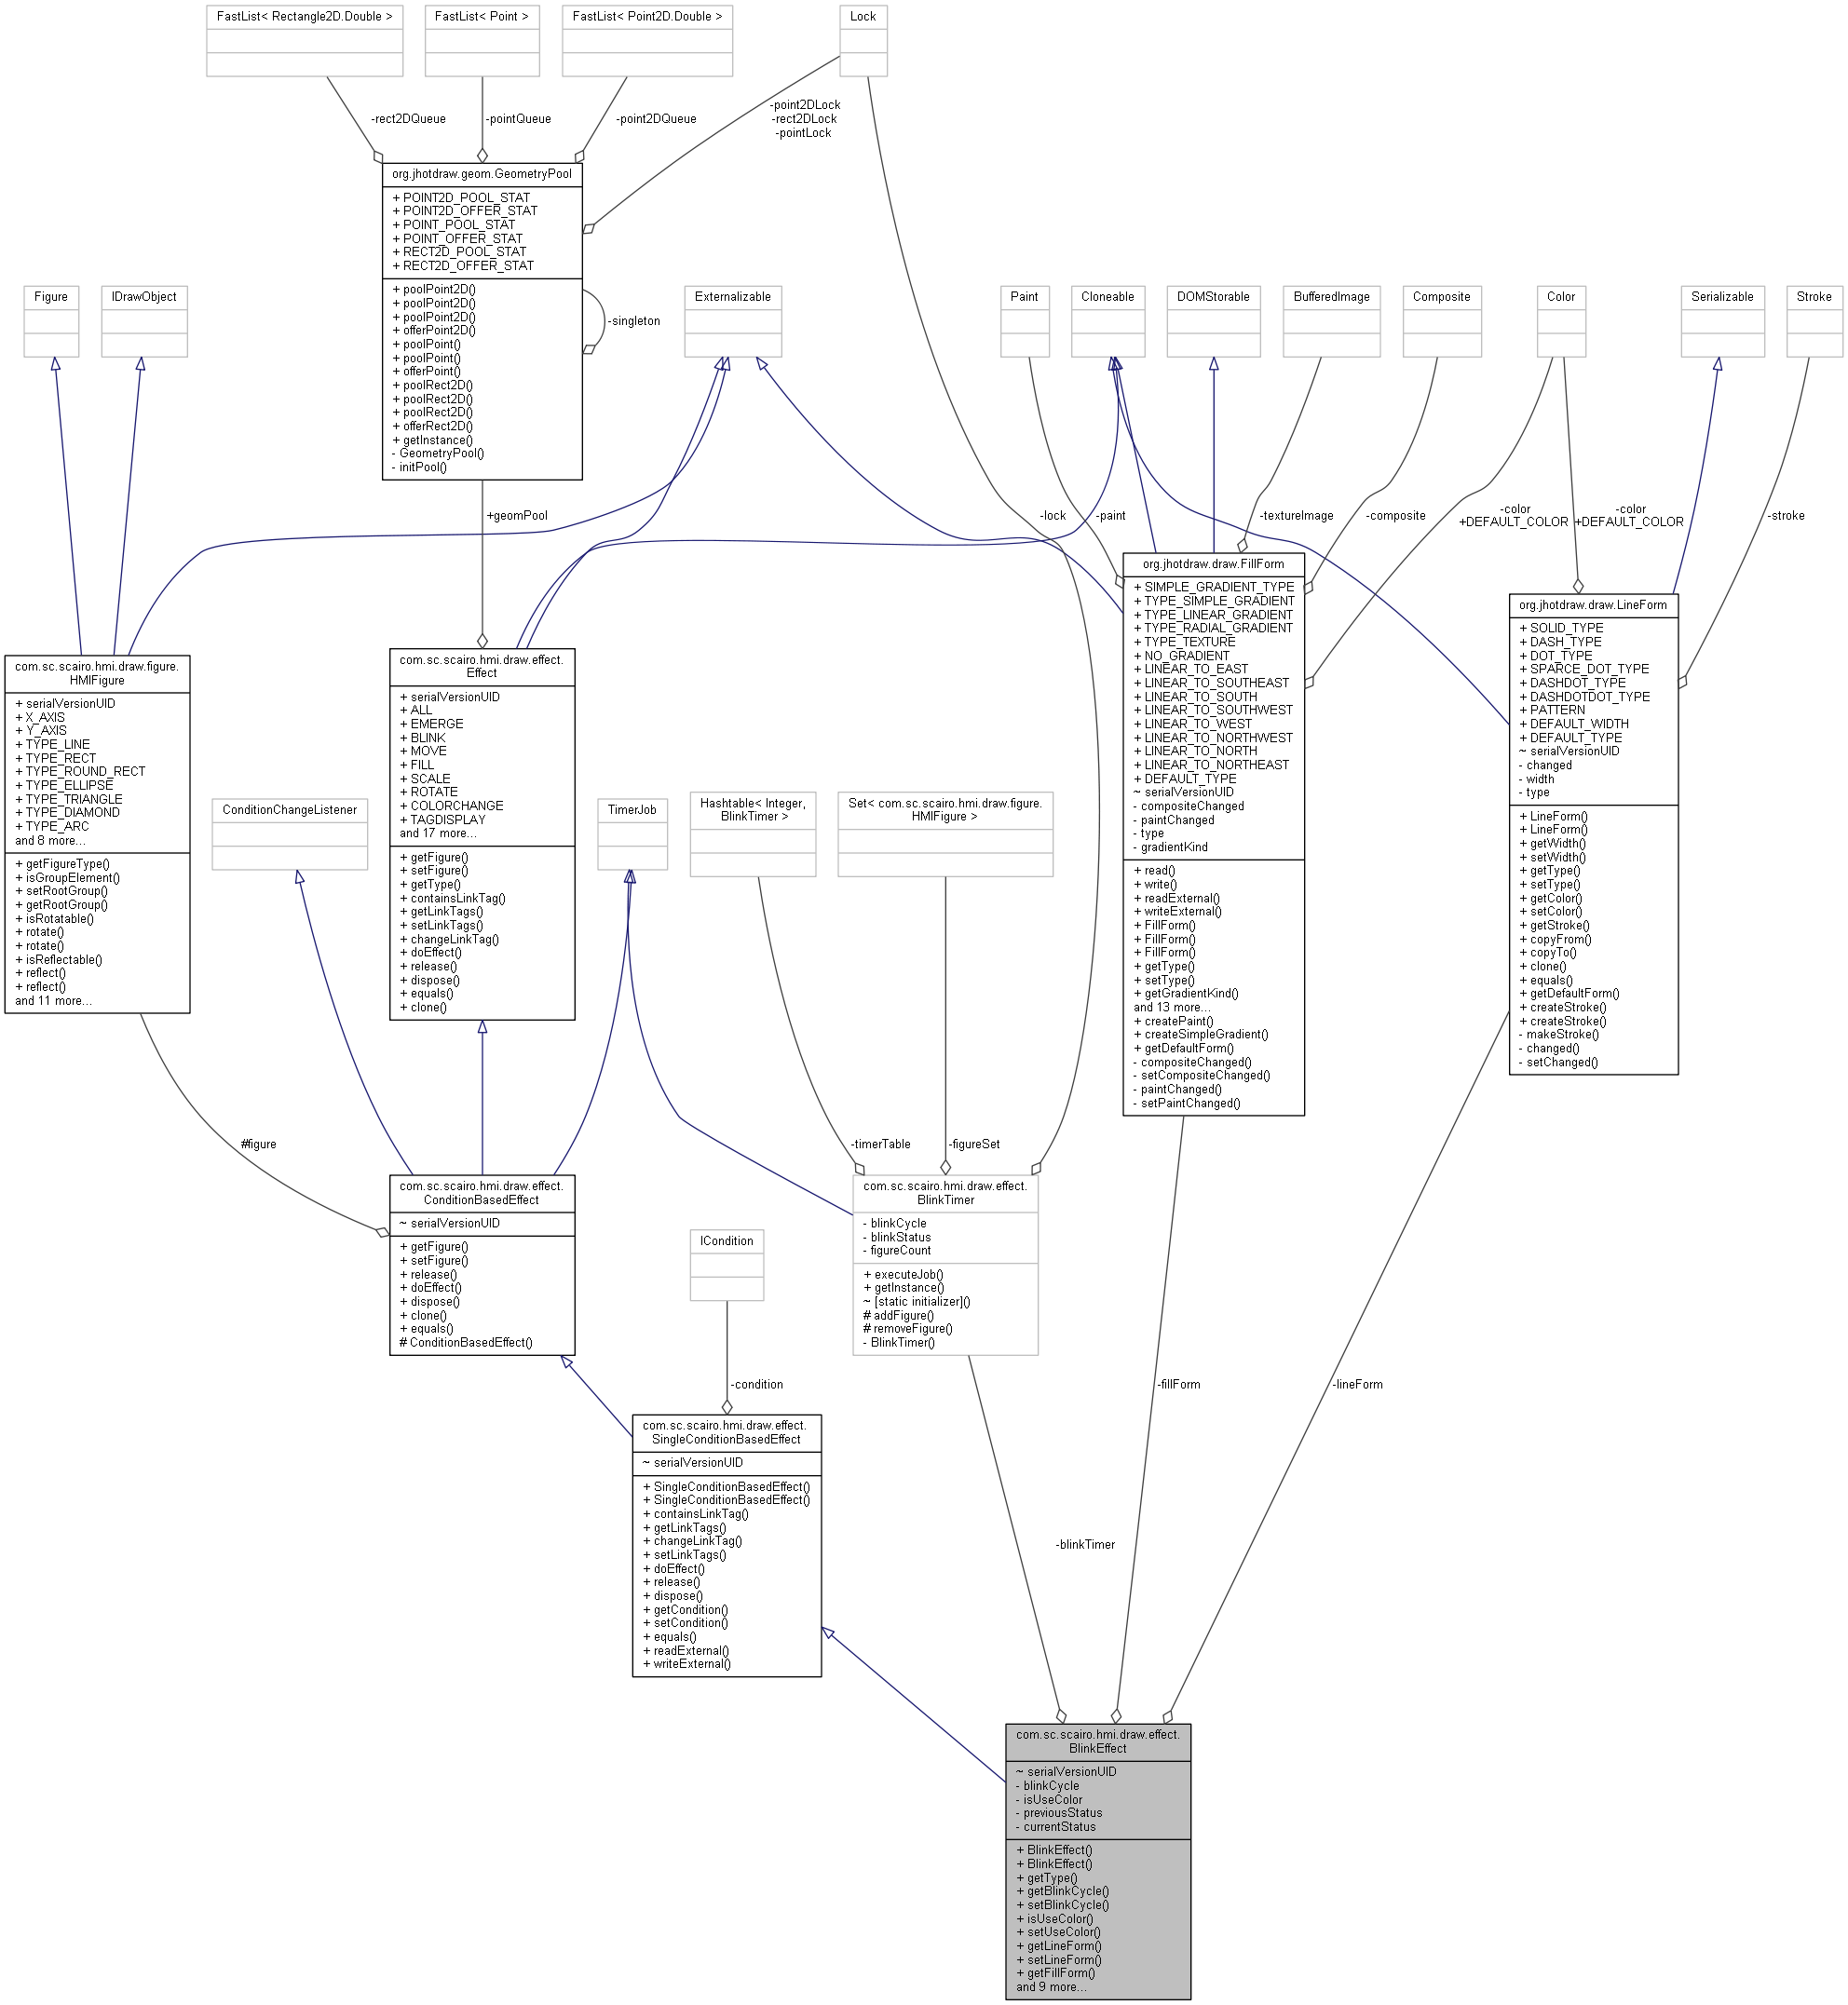 FastList< Rectangle2D.Double >
FastList< Point >
FastList< Point2D.Double >
Lock
-rect2DQueue
-pointQueue
-point2DQueue
-point2DLock
-rect2DLock
-pointLock
org.jhotdraw.geom.GeometryPool
+ POINT2D_POOL_STAT
+ POINT2D_OFFER_STAT
+ POINT_POOL_STAT
+ POINT_OFFER_STAT
+ RECT2D_POOL_STAT
+ RECT2D_OFFER_STAT
+ poolPoint2D()
+ poolPoint2D()
+ poolPoint2D()
+ offerPoint2D()
+ poolPoint()
+ poolPoint()
+ offerPoint()
+ poolRect2D()
+ poolRect2D()
+ poolRect2D()
+ offerRect2D()
+ getInstance()
- GeometryPool()
- initPool()
-singleton
Figure
IDrawObject
Externalizable
Paint
Cloneable
DOMStorable
BufferedImage
Composite
Color
Serializable
Stroke
+geomPool
-lock
-paint
-textureImage
-composite
-color
+DEFAULT_COLOR
-color
+DEFAULT_COLOR
-stroke
com.sc.scairo.hmi.draw.figure.
HMIFigure
+ serialVersionUID
+ X_AXIS
+ Y_AXIS
+ TYPE_LINE
+ TYPE_RECT
+ TYPE_ROUND_RECT
+ TYPE_ELLIPSE
+ TYPE_TRIANGLE
+ TYPE_DIAMOND
+ TYPE_ARC
and 8 more...
+ getFigureType()
+ isGroupElement()
+ setRootGroup()
+ getRootGroup()
+ isRotatable()
+ rotate()
+ rotate()
+ isReflectable()
+ reflect()
+ reflect()
and 11 more...
com.sc.scairo.hmi.draw.effect.
Effect
+ serialVersionUID
+ ALL
+ EMERGE
+ BLINK
+ MOVE
+ FILL
+ SCALE
+ ROTATE
+ COLORCHANGE
+ TAGDISPLAY
and 17 more...
+ getFigure()
+ setFigure()
+ getType()
+ containsLinkTag()
+ getLinkTags()
+ setLinkTags()
+ changeLinkTag()
+ doEffect()
+ release()
+ dispose()
+ equals()
+ clone()
org.jhotdraw.draw.FillForm
+ SIMPLE_GRADIENT_TYPE
+ TYPE_SIMPLE_GRADIENT
+ TYPE_LINEAR_GRADIENT
+ TYPE_RADIAL_GRADIENT
+ TYPE_TEXTURE
+ NO_GRADIENT
+ LINEAR_TO_EAST
+ LINEAR_TO_SOUTHEAST
+ LINEAR_TO_SOUTH
+ LINEAR_TO_SOUTHWEST
+ LINEAR_TO_WEST
+ LINEAR_TO_NORTHWEST
+ LINEAR_TO_NORTH
+ LINEAR_TO_NORTHEAST
+ DEFAULT_TYPE
~ serialVersionUID
- compositeChanged
- paintChanged
- type
- gradientKind
+ read()
+ write()
+ readExternal()
+ writeExternal()
+ FillForm()
+ FillForm()
+ FillForm()
+ getType()
+ setType()
+ getGradientKind()
and 13 more...
+ createPaint()
+ createSimpleGradient()
+ getDefaultForm()
- compositeChanged()
- setCompositeChanged()
- paintChanged()
- setPaintChanged()
org.jhotdraw.draw.LineForm
+ SOLID_TYPE
+ DASH_TYPE
+ DOT_TYPE
+ SPARCE_DOT_TYPE
+ DASHDOT_TYPE
+ DASHDOTDOT_TYPE
+ PATTERN
+ DEFAULT_WIDTH
+ DEFAULT_TYPE
~ serialVersionUID
- changed
- width
- type
+ LineForm()
+ LineForm()
+ getWidth()
+ setWidth()
+ getType()
+ setType()
+ getColor()
+ setColor()
+ getStroke()
+ copyFrom()
+ copyTo()
+ clone()
+ equals()
+ getDefaultForm()
+ createStroke()
+ createStroke()
- makeStroke()
- changed()
- setChanged()
ConditionChangeListener
TimerJob
Hashtable< Integer,
BlinkTimer >
Set< com.sc.scairo.hmi.draw.figure.
HMIFigure >
#figure
-timerTable
-figureSet
com.sc.scairo.hmi.draw.effect.
ConditionBasedEffect
~ serialVersionUID
+ getFigure()
+ setFigure()
+ release()
+ doEffect()
+ dispose()
+ clone()
+ equals()
# ConditionBasedEffect()
ICondition
com.sc.scairo.hmi.draw.effect.
BlinkTimer
- blinkCycle
- blinkStatus
- figureCount
+ executeJob()
+ getInstance()
~ [static initializer]()
# addFigure()
# removeFigure()
- BlinkTimer()
-condition
-fillForm
-lineForm
com.sc.scairo.hmi.draw.effect.
SingleConditionBasedEffect
~ serialVersionUID
+ SingleConditionBasedEffect()
+ SingleConditionBasedEffect()
+ containsLinkTag()
+ getLinkTags()
+ changeLinkTag()
+ setLinkTags()
+ doEffect()
+ release()
+ dispose()
+ getCondition()
+ setCondition()
+ equals()
+ readExternal()
+ writeExternal()
-blinkTimer
com.sc.scairo.hmi.draw.effect.
BlinkEffect
~ serialVersionUID
- blinkCycle
- isUseColor
- previousStatus
- currentStatus
+ BlinkEffect()
+ BlinkEffect()
+ getType()
+ getBlinkCycle()
+ setBlinkCycle()
+ isUseColor()
+ setUseColor()
+ getLineForm()
+ setLineForm()
+ getFillForm()
and 9 more...